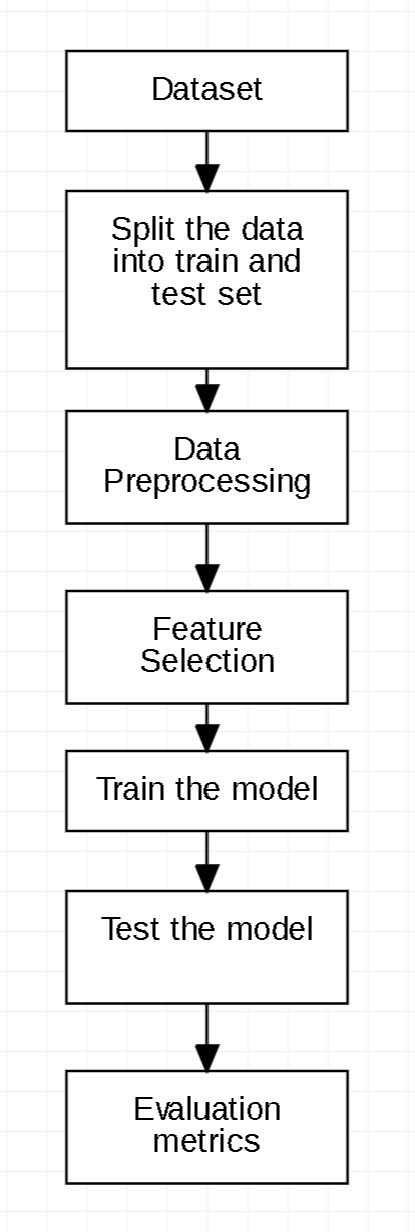 Dataset
Split the data
into train and
test set
Data
Preprocessing
Feature
Selection
Train the model
Test the model
Evaluation
metrics